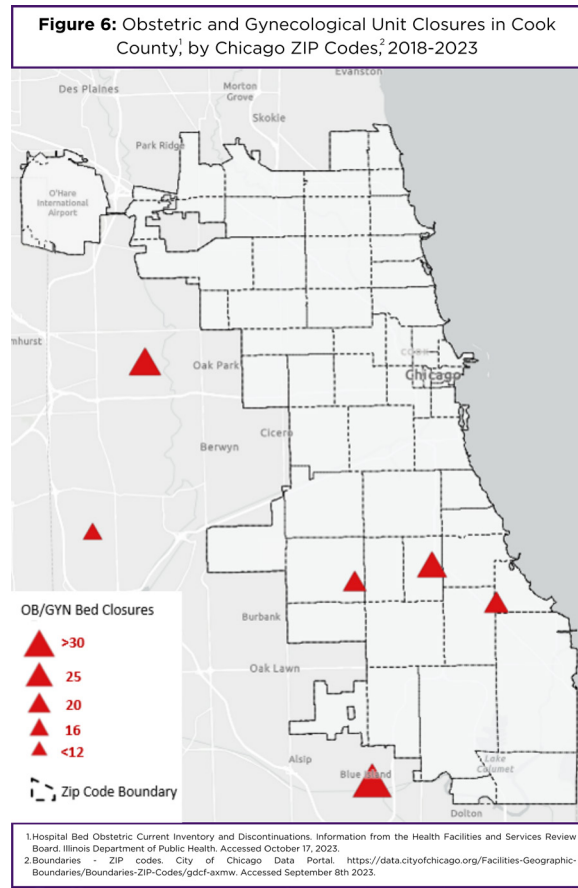 Figure 6: Obstetric and Gynecological Unit Closures in Cook
County,¹ by Chicago ZIP Codes,² 2018-2023
Evanston
Des Plaines
Morton
Grove
Skokie
Park Ridge
O'Hare
International
Airport
mhurst
Oak Park
Chicago
Cicero
Berwyn
OB/GYN Bed Closures
>30
25
20
16
<12
Zip Code Boundary
Burbank
Oak Lawn
Alsip
Blue Island
Lake
Calumet
Dolton
1. Hospital Bed Obstetric Current Inventory and Discontinuations. Information from the Health Facilities and Services Review
Board. Illinois Department of Public Health. Accessed October 17, 2023.
2. Boundaries - ZIP codes. City of Chicago Data Portal. https://data.cityofchicago.org/Facilities-Geographic-
Boundaries/Boundaries-ZIP-Codes/gdcf-axmw. Accessed September 8th 2023.